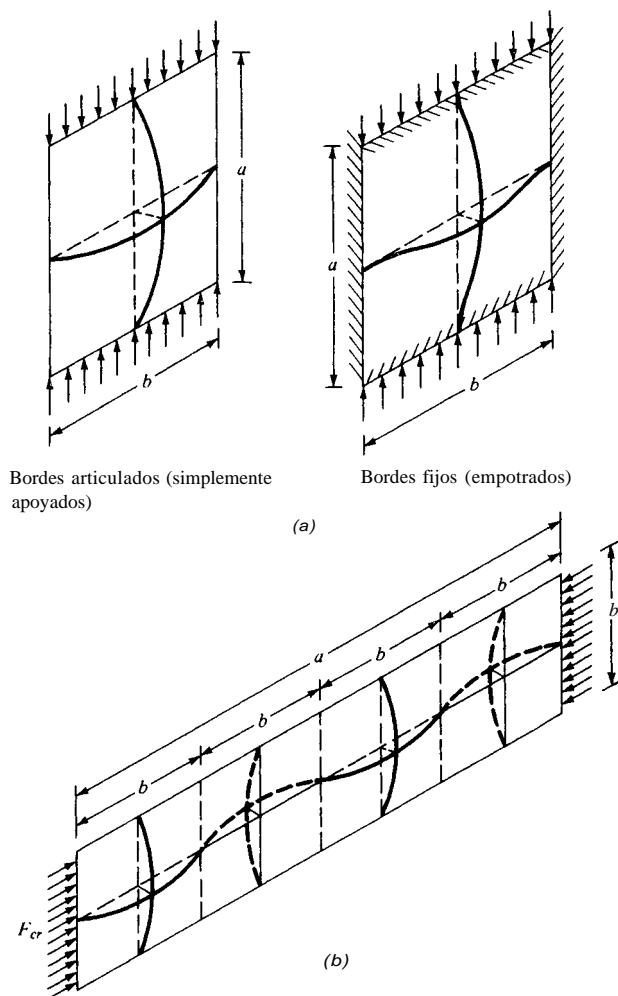 a
a
b
b
Bordes articulados (simplemente
apoyados)
Bordes fijos (empotrados)
(a)
b
b
a
b
b
b
F_cr
(b)